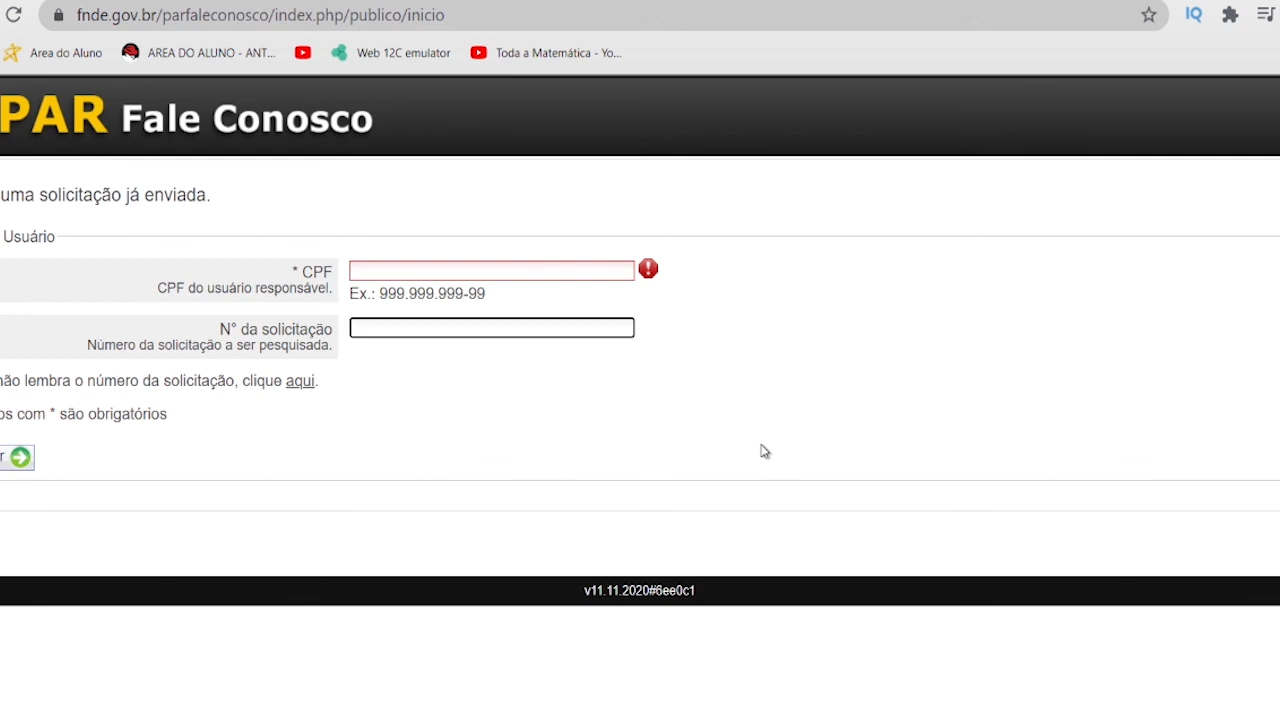 fnde.gov.br/parfaleconosco/index.php/publico/inicio
IQ
Area do Aluno AREA DO ALUNO - ANT... Web 12C emulator Toda a Matemática - Yo...
PAR Fale Conosco
uma solicitação já enviada.
Usuário
* CPF
CPF do usuário responsável.
Ex.: 999.999.999-99
N° da solicitação
Número da solicitação a ser pesquisada.
não lembra o número da solicitação, clique aqui.
os com * são obrigatórios
r
v11.11.2020#6ee0c1